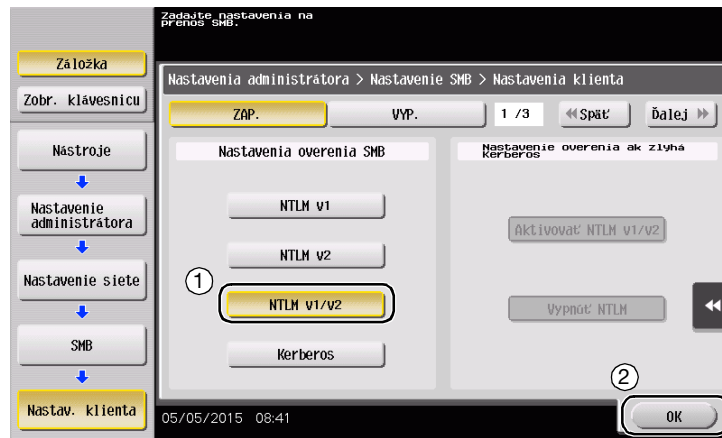 Zadajte nastavenia na
prenos SMB.
Záložka
Zobr. klávesnicu
Nástroje
Nastavenie
administrátora
Nastavenie siete
SMB
Nastav. klienta
Nastavenia administrátora > Nastavenie SMB > Nastavenia klienta
ZAP.
VYP.
1 /3
Späť
Ďalej
Nastavenia overenia SMB
NTLM v1
NTLM v2
1
NTLM v1/v2
Kerberos
Nastavenie overenia ak zlyhá
Kerberos
Aktivovať NTLM v1/v2
Vypnúť NTLM
2
05/05/2015 08:41
OK